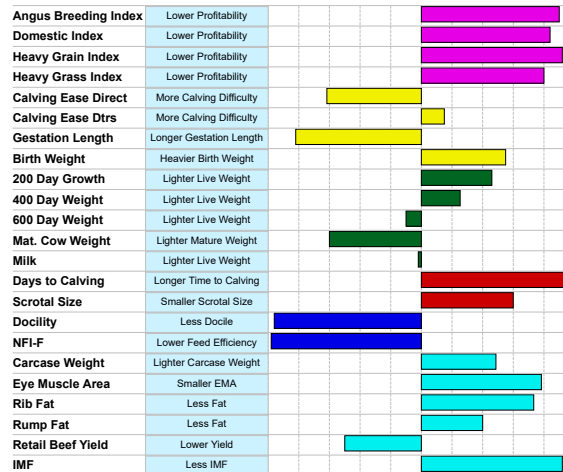 Angus Breeding Index Lower Profitability
Domestic Index Lower Profitability
Heavy Grain Index Lower Profitability
Heavy Grass Index Lower Profitability
Calving Ease Direct More Calving Difficulty
Calving Ease Dtrs More Calving Difficulty
Gestation Length Longer Gestation Length
Birth Weight Heavier Birth Weight
200 Day Growth Lighter Live Weight
400 Day Weight Lighter Live Weight
600 Day Weight Lighter Live Weight
Mat. Cow Weight Lighter Mature Weight
Milk Lighter Live Weight
Days to Calving Longer Time to Calving
Scrotal Size Smaller Scrotal Size
Docility Less Docile
NFI-F Lower Feed Efficiency
Carcase Weight Lighter Carcase Weight
Eye Muscle Area Smaller EMA
Rib Fat Less Fat
Rump Fat Less Fat
Retail Beef Yield Lower Yield
IMF Less IMF